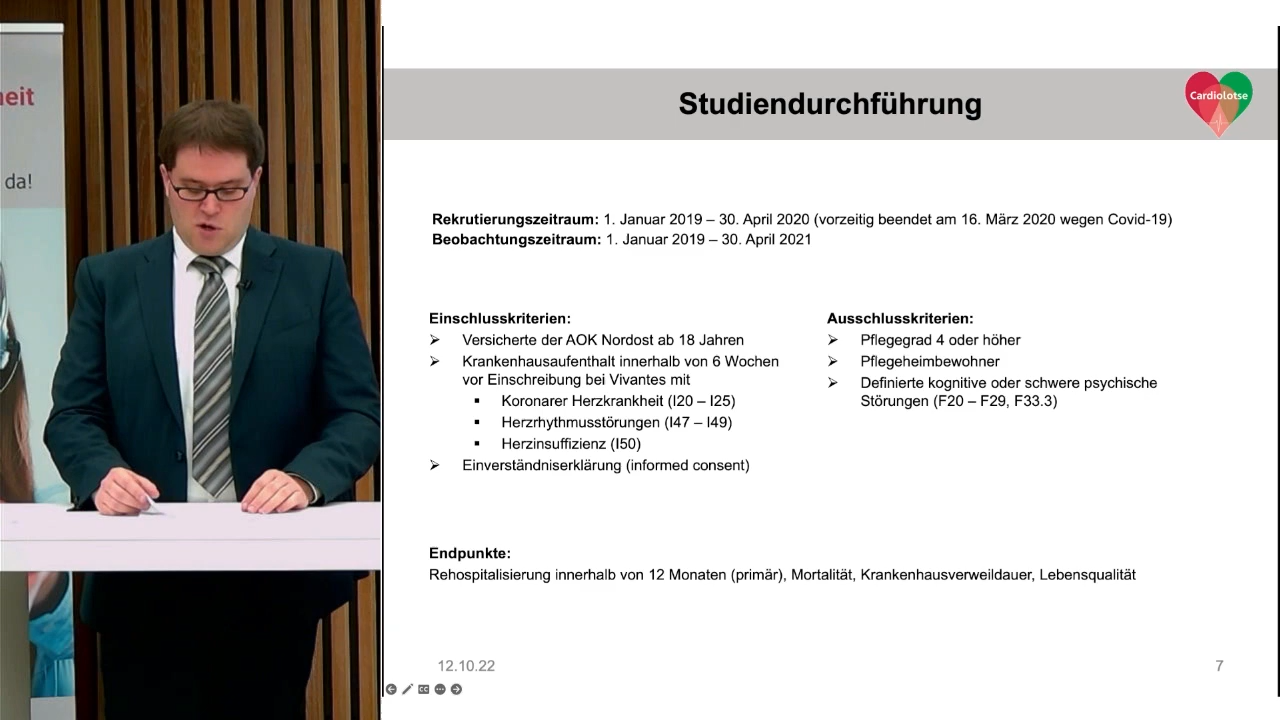 eit
da!
Studiendurchführung
CardioLotse
Rekrutierungszeitraum: 1. Januar 2019 – 30. April 2020 (vorzeitig beendet am 16. März 2020 wegen Covid-19)
Beobachtungszeitraum: 1. Januar 2019 – 30. April 2021
Einschlusskriterien:
Versicherte der AOK Nordost ab 18 Jahren
Krankenhausaufenthalt innerhalb von 6 Wochen
vor Einschreibung bei Vivantes mit
Koronarer Herzkrankheit (I20 – I25)
Herzrhythmusstörungen (I47 – I49)
Herzinsuffizienz (I50)
Einverständniserklärung (informed consent)
Ausschlusskriterien:
Pflegegrad 4 oder höher
Pflegeheimbewohner
Definierte kognitive oder schwere psychische
Störungen (F20 – F29, F33.3)
Endpunkte:
Rehospitalisierung innerhalb von 12 Monaten (primär), Mortalität, Krankenhausverweildauer, Lebensqualität
12.10.22
7